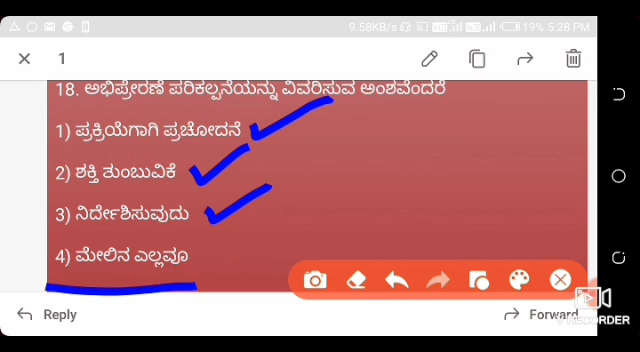 9.58KB/s 19% 5:28 PM
1
18. ಅಭಿಪ್ರೇರಣೆ ಪರಿಕಲ್ಪನೆಯನ್ನು ವಿವರಿಸುವ ಅಂಶವೆಂದರೆ
1) ಪ್ರಕ್ರಿಯೆಗಾಗಿ ಪ್ರಚೋದನೆ
2) ಶಕ್ತಿ ತುಂಬುವಿಕೆ
3) ನಿರ್ದೇಶಿಸುವುದು
4) ಮೇಲಿನ ಎಲ್ಲವೂ
Reply Forward
RECORDER